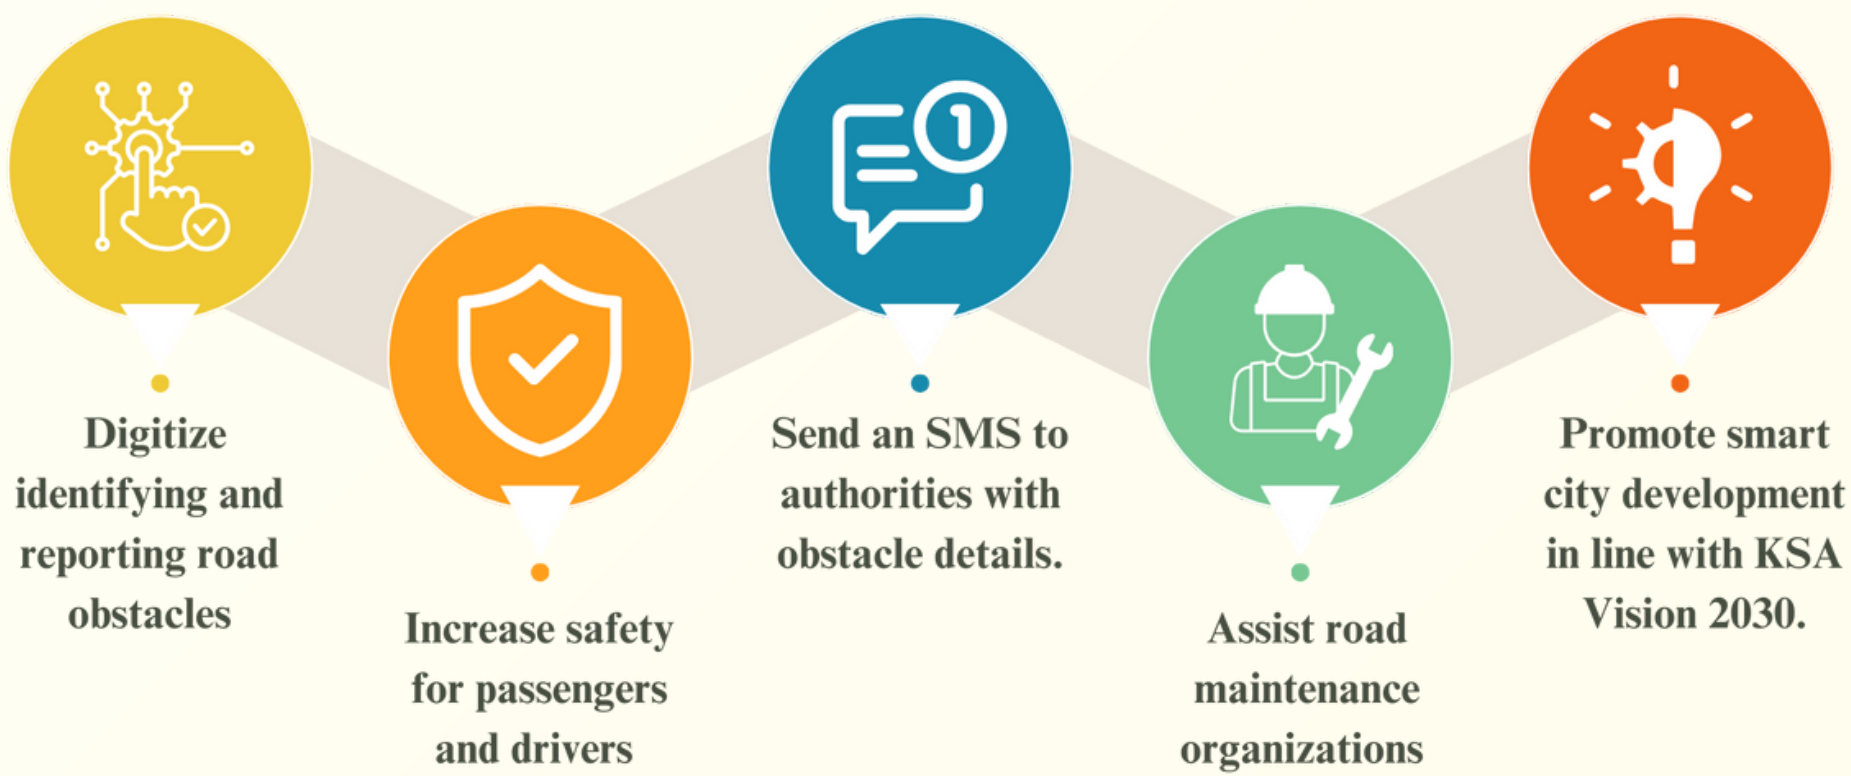 1
Digitize
identifying and
reporting road
obstacles
Increase safety
for passengers
and drivers
Send an SMS to
authorities with
obstacle details.
Assist road
maintenance
organizations
Promote smart
city development
in line with KSA
Vision 2030.